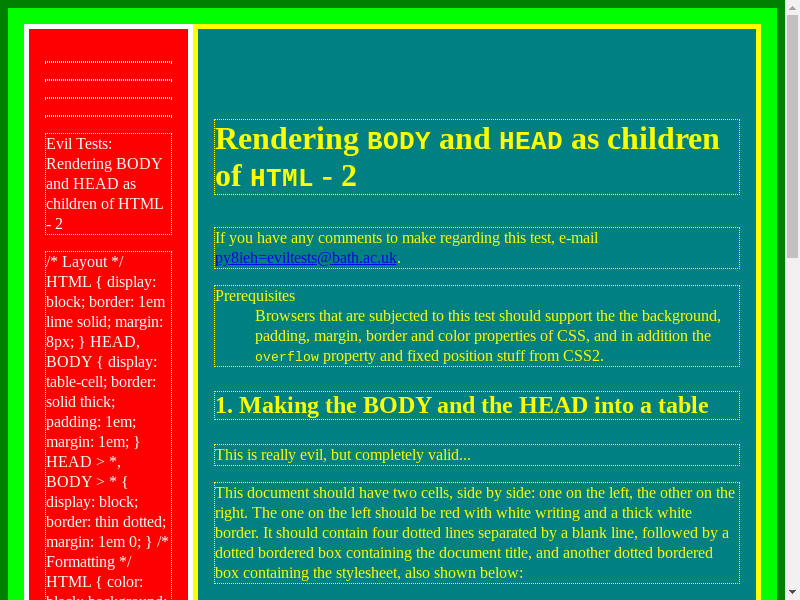 Evil Tests:
Rendering BODY
and HEAD as
children of HTML
- 2
/* Layout */
HTML { display:
block; border: 1em
lime solid; margin:
8px; } HEAD,
BODY { display:
table-cell; border:
solid thick;
padding: 1em;
margin: 1em; }
HEAD > *,
BODY > * {
display: block;
border: thin dotted;
margin: 1em 0; } /*
Formatting */
HTML { color:
black; background:
Rendering BODY and HEAD as children
of HTML - 2
If you have any comments to make regarding this test, e-mail
py8ieh=eviltests@bath.ac.uk.
Prerequisites
Browsers that are subjected to this test should support the the background,
padding, margin, border and color properties of CSS, and in addition the
overflow property and fixed position stuff from CSS2.
1. Making the BODY and the HEAD into a table
This is really evil, but completely valid...
This document should have two cells, side by side: one on the left, the other on the
right. The one on the left should be red with white writing and a thick white
border. It should contain four dotted lines separated by a blank line, followed by a
dotted bordered box containing the document title, and another dotted bordered
box containing the stylesheet, also shown below: